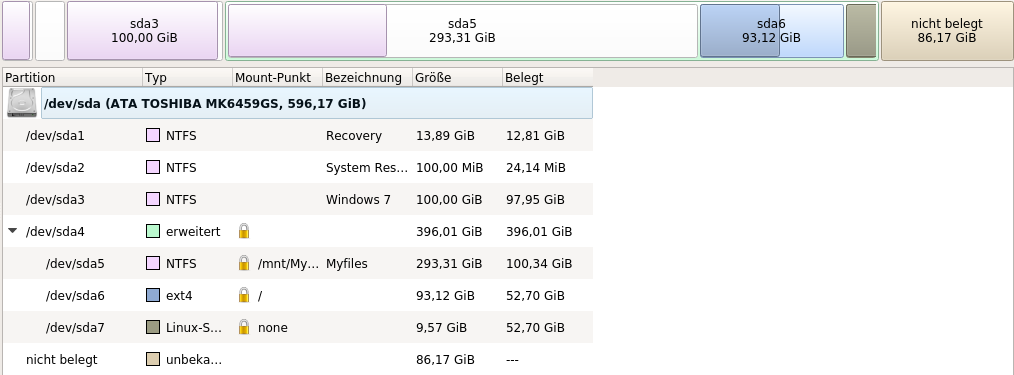 sda3
100,00 GiB
sda5
293,31 GiB
sda6
93,12 GiB
nicht belegt
86,17 GiB
Partition Typ Mount-Punkt Bezeichnung Größe Belegt
/dev/sda (ATA TOSHIBA MK6459GS, 596,17 GiB)
/dev/sda1 NTFS Recovery 13,89 GiB 12,81 GiB
/dev/sda2 NTFS System Res... 100,00 MiB 24,14 MiB
/dev/sda3 NTFS Windows 7 100,00 GiB 97,95 GiB
/dev/sda4 erweitert 396,01 GiB 396,01 GiB
/dev/sda5 NTFS /mnt/My... Myfiles 293,31 GiB 100,34 GiB
/dev/sda6 ext4 / 93,12 GiB 52,70 GiB
/dev/sda7 Linux-S... none 9,57 GiB 52,70 GiB
nicht belegt unbeka... 86,17 GiB ---